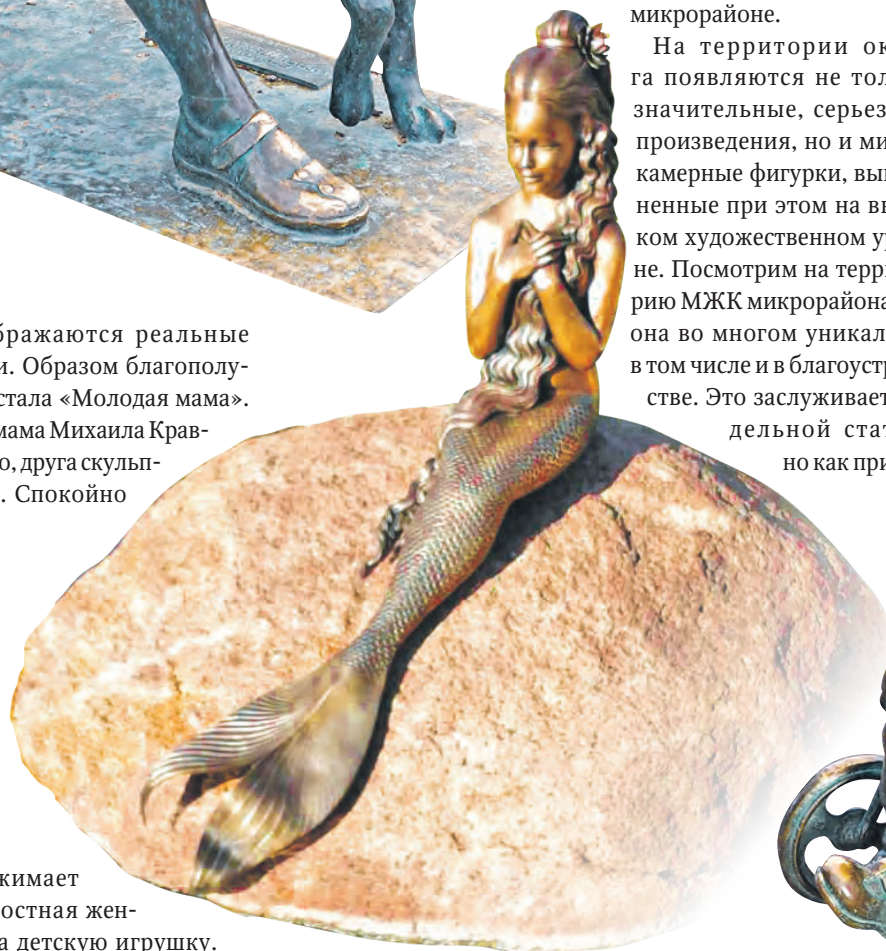 бражаются реальные
и. Образом благополу-
стала «Молодая мама».
мама Михаила Крав-
о, друга скульп-
. Спокойно
жимает
остная жен-
а детскую игрушку.
микрорайоне.
На территории ок
га появляются не тол
значительные, серьез
произведения, но и ми
камерные фигурки, вып
ненные при этом на вы
ком художественном ур
не. Посмотрим на терри
рию МЖК микрорайона
она во многом уникал
в том числе и в благоустр
стве. Это заслуживает
дельной стат
но как при